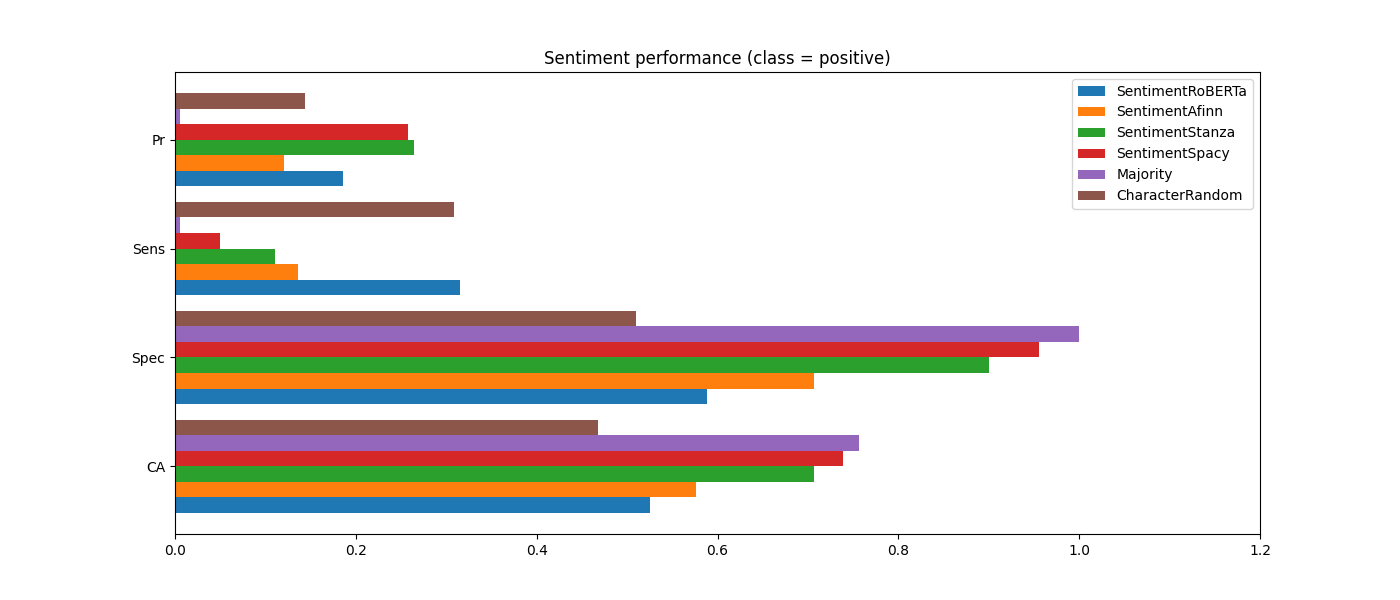 Sentiment performance (class = positive)
SentimentRoBERTa
SentimentAfinn
SentimentStanza
SentimentSpacy
Majority
CharacterRandom
Pr
Sens
Spec
CA
0.0 0.2 0.4 0.6 0.8 1.0 1.2